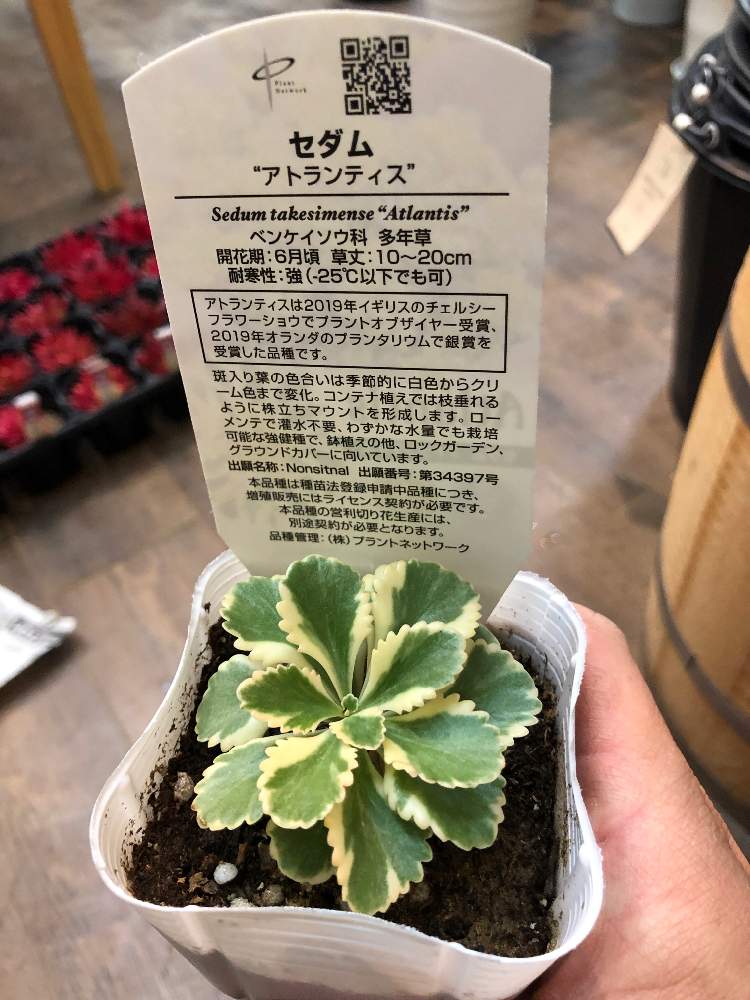 Plant
Network
セダム
“アトランティス”
Sedum takesimense “Atlantis”
ベンケイソウ科 多年草
開花期：6月頃 草丈：10～20cm
耐寒性：強（-25℃以下でも可）
アトランティスは2019年イギリスのチェルシー
フラワーショウでプラントオブザイヤー受賞、
2019年オランダのプランタリウムで銀賞を
受賞した品種です。
斑入り葉の色合いは季節的に白色からクリ
ーム色まで変化。コンテナ植えでは枝垂れる
ように株立ちマウントを形成します。ロー
メンテで灌水不要、わずかな水量でも栽培
可能な強健種で、鉢植えの他、ロックガーデン、
グラウンドカバーに向いています。
出願名称：Nonsitnal 出願番号：第34397号
本品種は種苗法登録申請中品種につき、
増殖販売にはライセンス契約が必要です。
本品種の営利切り花生産には、
別途契約が必要となります。
品種管理：（株）プラントネットワーク